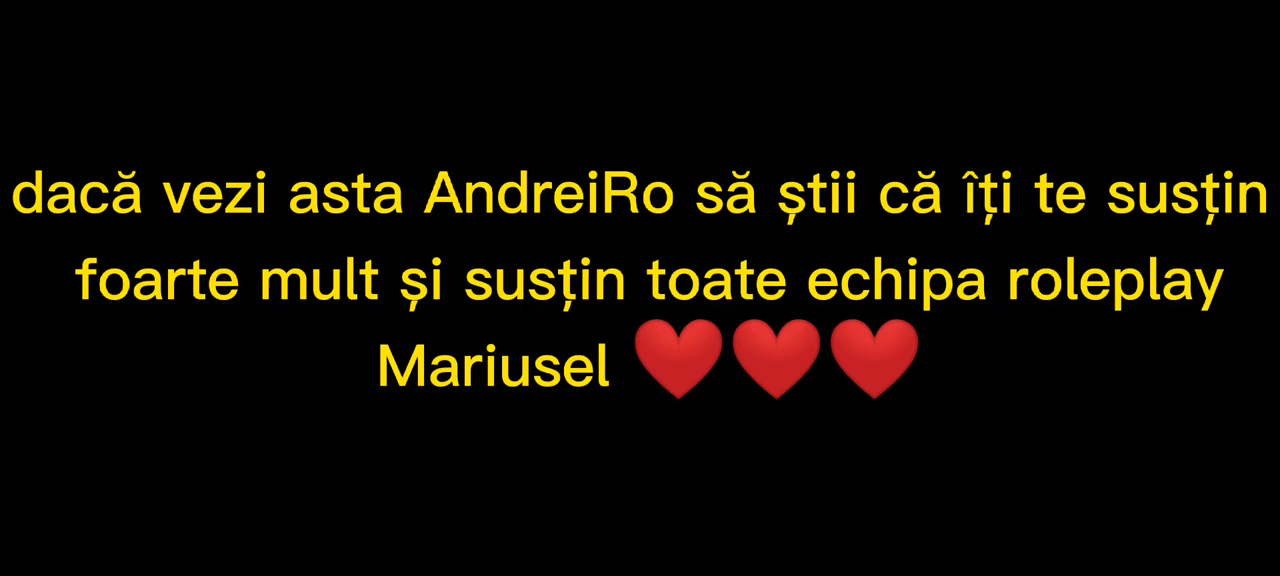 dacă vezi asta AndreiRo să știi că îți te susțin
foarte mult și susțin toate echipa roleplay
Mariusel ❤️❤️❤️